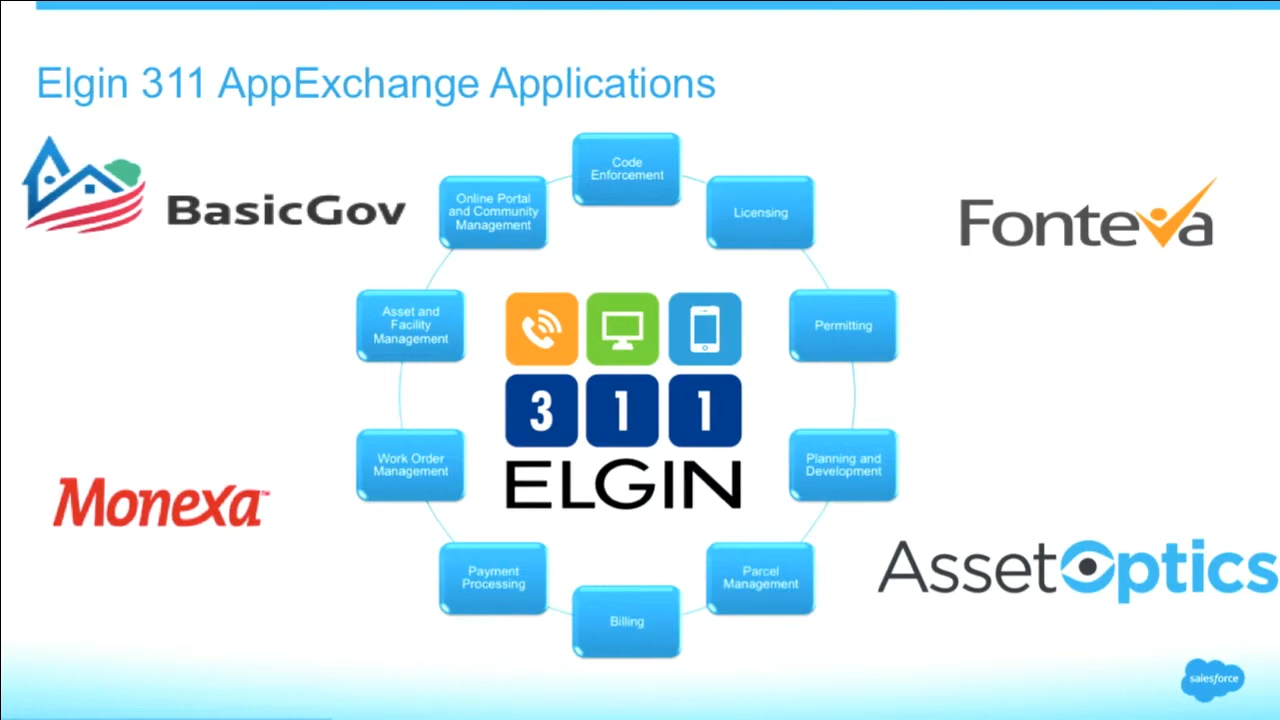 Elgin 311 AppExchange Applications
BasicGov
Fonteva
Code
Enforcement
Licensing
Permitting
Planning and
Development
Parcel
Management
Billing
Payment
Processing
Work Order
Management
Asset and
Facility
Management
Online Portal
and Community
Management
3 1 1
ELGIN
Monexa™
AssetOptics
salesforce